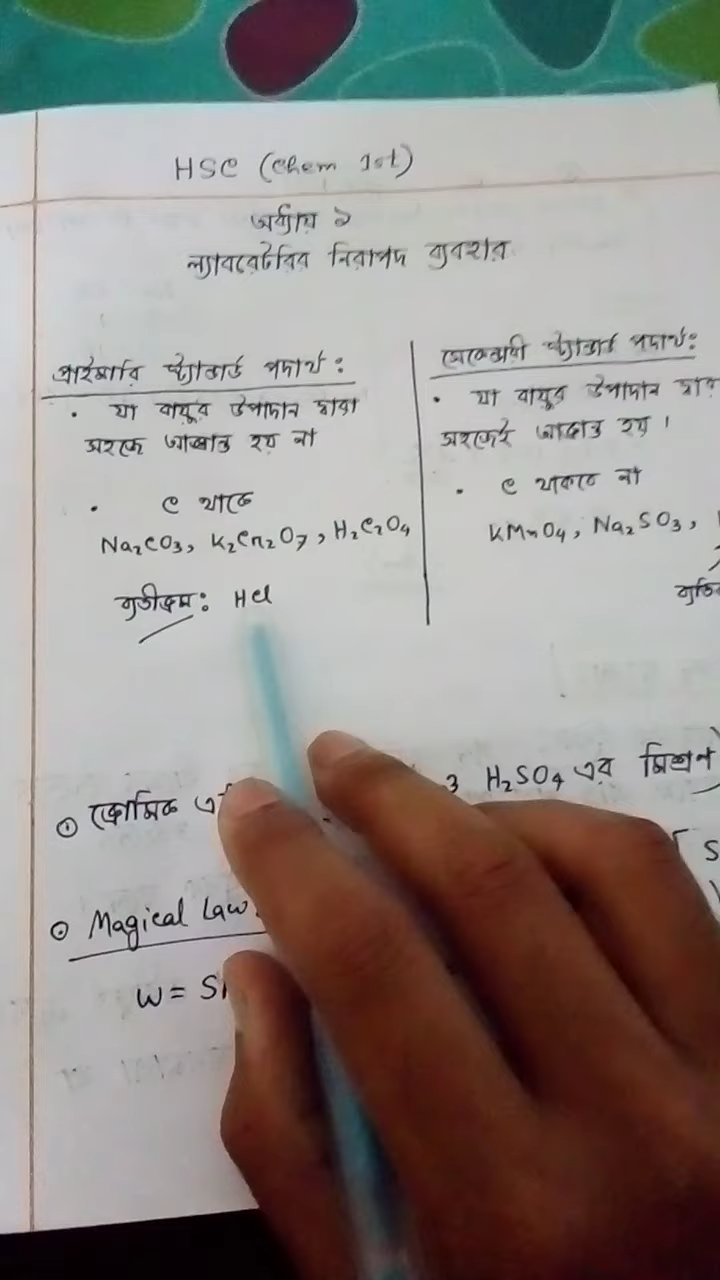 HSC (Chem 1st)
অধ্যায় ১
ল্যাবরেটরির নিরাপদ ব্যবহার
প্রাইমারি স্ট্যান্ডার্ড পদার্থ :
• যা বায়ুর উপাদান দ্বারা
সহজে আক্রান্ত হয় না
• C থাকে
Na₂CO₃, K₂Cr₂O₇, H₂C₂O₄
ব্যতীক্রম : HCl
সেকেন্ডারী স্ট্যান্ডার্ড পদার্থ:
• যা বায়ুর উপাদান
সহজেই আক্রান্ত হয়।
• C থাকবে না
KMnO₄, Na₂SO₃,
⊙ ক্রোমিক 3 H₂SO₄ এর মিশ্রণ
⊙ Magical Law
W =